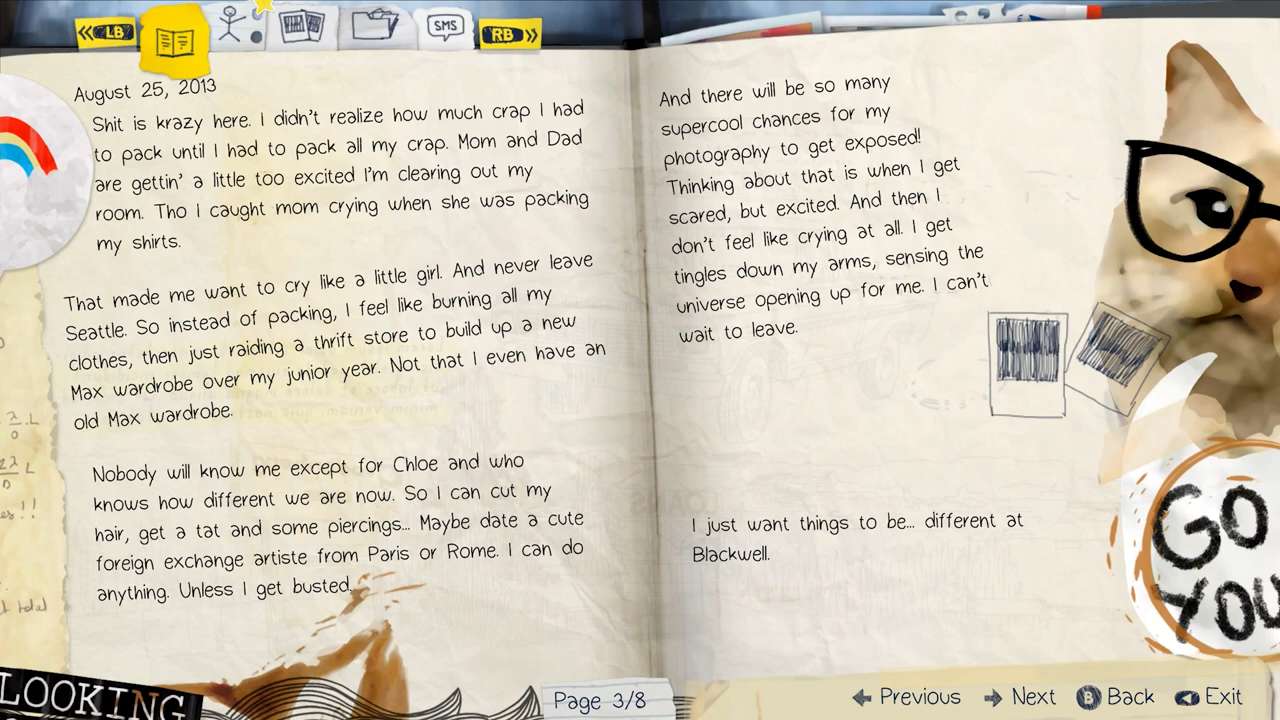 LB
SMS
RB
August 25, 2013
Shit is krazy here. I didn't realize how much crap I had
to pack until I had to pack all my crap. Mom and Dad
are gettin' a little too excited I'm clearing out my
room. Tho I caught mom crying when she was packing
my shirts.
That made me want to cry like a little girl. And never leave
Seattle. So instead of packing, I feel like burning all my
clothes, then just raiding a thrift store to build up a new
Max wardrobe over my junior year. Not that I even have an
old Max wardrobe.
Nobody will know me except for Chloe and who
knows how different we are now. So I can cut my
hair, get a tat and some piercings... Maybe date a cute
foreign exchange artiste from Paris or Rome. I can do
anything. Unless I get busted.
And there will be so many
supercool chances for my
photography to get exposed!
Thinking about that is when I get
scared, but excited. And then I
don't feel like crying at all. I get
tingles down my arms, sensing the
universe opening up for me. I can't
wait to leave.
I just want things to be... different at
Blackwell.
GO
YOU
LOOKING
Page 3/8
Previous
Next
B Back
Exit